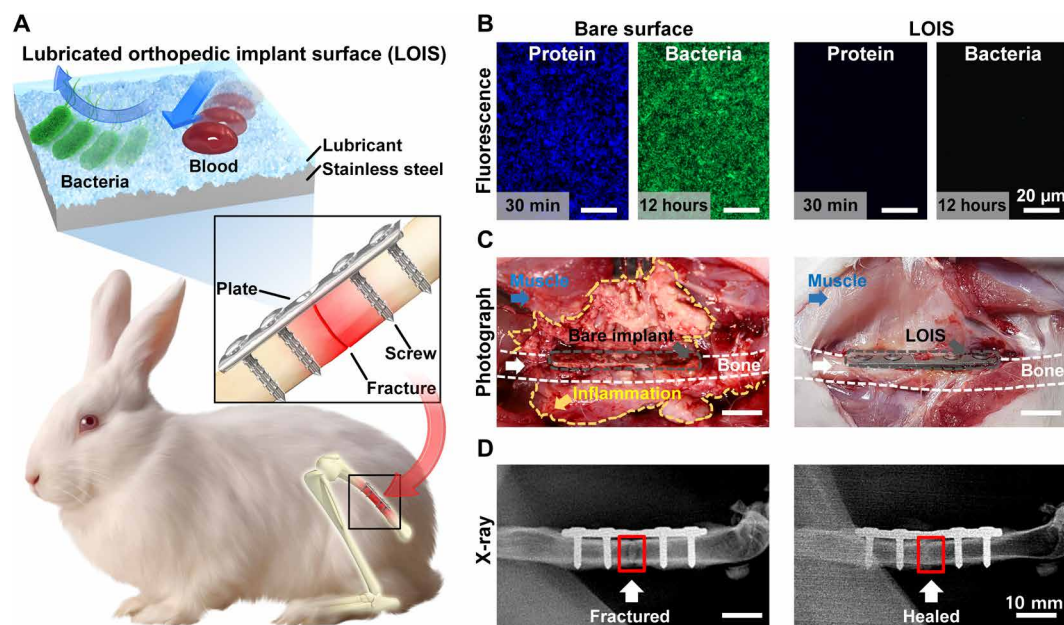 A
Lubricated orthopedic implant surface (LOIS)
Bacteria
Blood
Lubricant
Stainless steel
Plate
Screw
Fracture
B
Bare surface
LOIS
Fluorescence
Protein
Bacteria
Protein
Bacteria
30 min
12 hours
30 min
12 hours
20 µm
C
Photograph
Muscle
Bare implant
Bone
Inflammation
Muscle
LOIS
Bone
D
X-ray
Fractured
Healed
10 mm